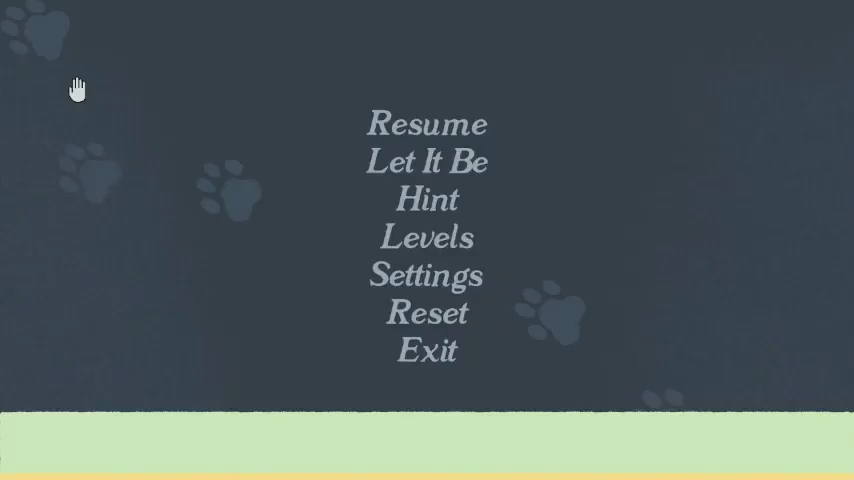 Resume
Let It Be
Hint
Levels
Settings
Reset
Exit